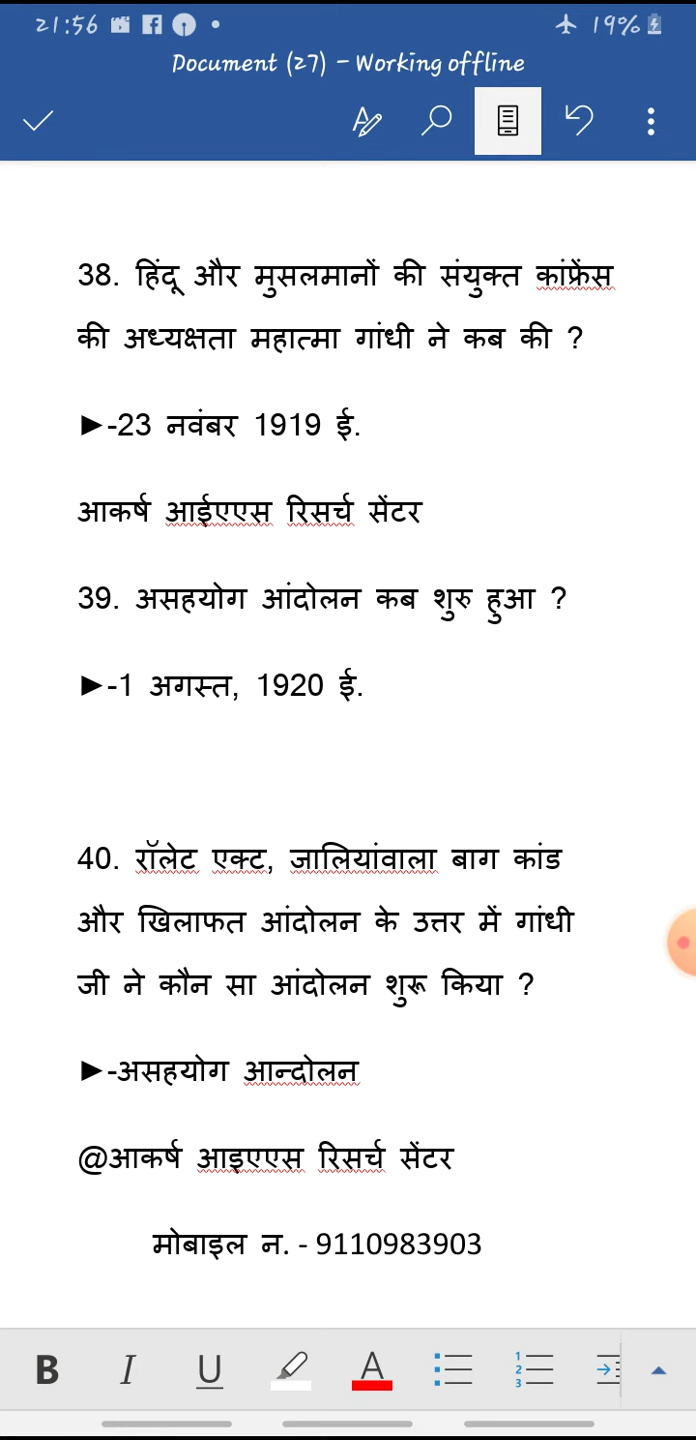 21:56
19%
Document (27) – Working offline
38. हिंदू और मुसलमानों की संयुक्त कांफ्रेंस
की अध्यक्षता महात्मा गांधी ने कब की ?
►-23 नवंबर 1919 ई.
आकर्ष आईएएस रिसर्च सेंटर
39. असहयोग आंदोलन कब शुरु हुआ ?
►-1 अगस्त, 1920 ई.
40. रॉलेट एक्ट, जालियांवाला बाग कांड
और खिलाफत आंदोलन के उत्तर में गांधी
जी ने कौन सा आंदोलन शुरू किया ?
►-असहयोग आन्दोलन
@आकर्ष आइएएस रिसर्च सेंटर
मोबाइल न. - 9110983903
B I U A